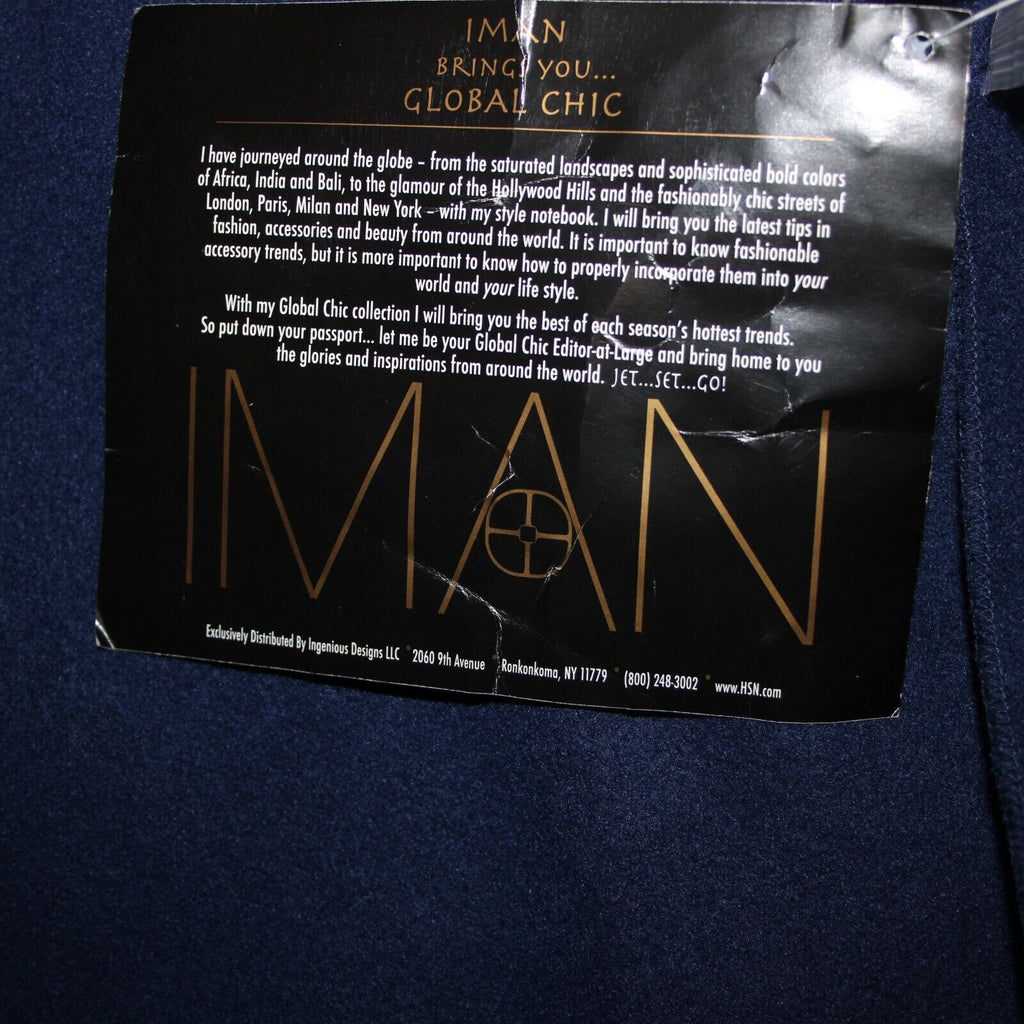 IMAN
BRINGS YOU...
GLOBAL CHIC
I have journeyed around the globe – from the saturated landscapes and sophisticated bold colors
of Africa, India and Bali, to the glamour of the Hollywood Hills and the fashionably chic streets of
London, Paris, Milan and New York – with my style notebook. I will bring you the latest tips in
fashion, accessories and beauty from around the world. It is important to know fashionable
accessory trends, but it is more important to know how to properly incorporate them into your
world and your life style.
With my Global Chic collection I will bring you the best of each season's hottest trends.
So put down your passport... let me be your Global Chic Editor-at-Large and bring home to you
the glories and inspirations from around the world. JET...SET...GO!
IMAN
Exclusively Distributed By Ingenious Designs LLC • 2060 9th Avenue • Ronkonkoma, NY 11779 • (800) 248-3002 • www.HSN.com